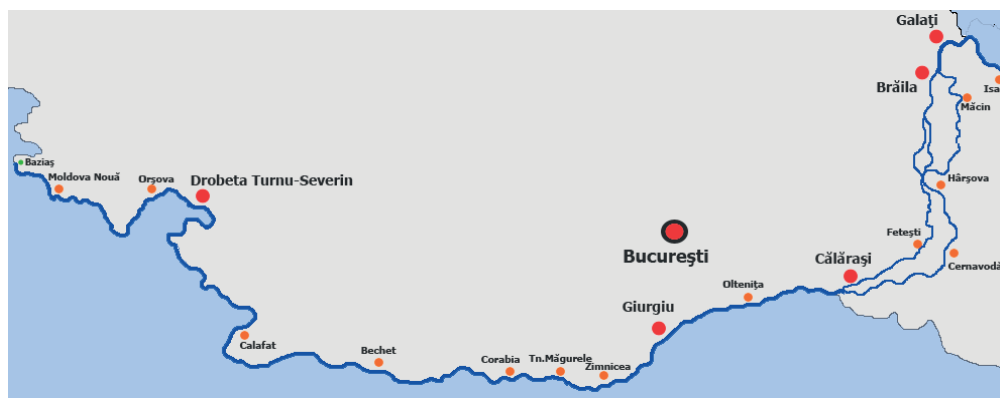 Galaţi
Brăila
Isa
Măcin
Baziaş
Moldova Nouă
Orşova
Drobeta Turnu-Severin
Hârşova
Bucureşti
Feteşti
Cernavodă
Călăraşi
Olteniţa
Giurgiu
Calafat
Bechet
Corabia
Tn.Măgurele
Zimnicea